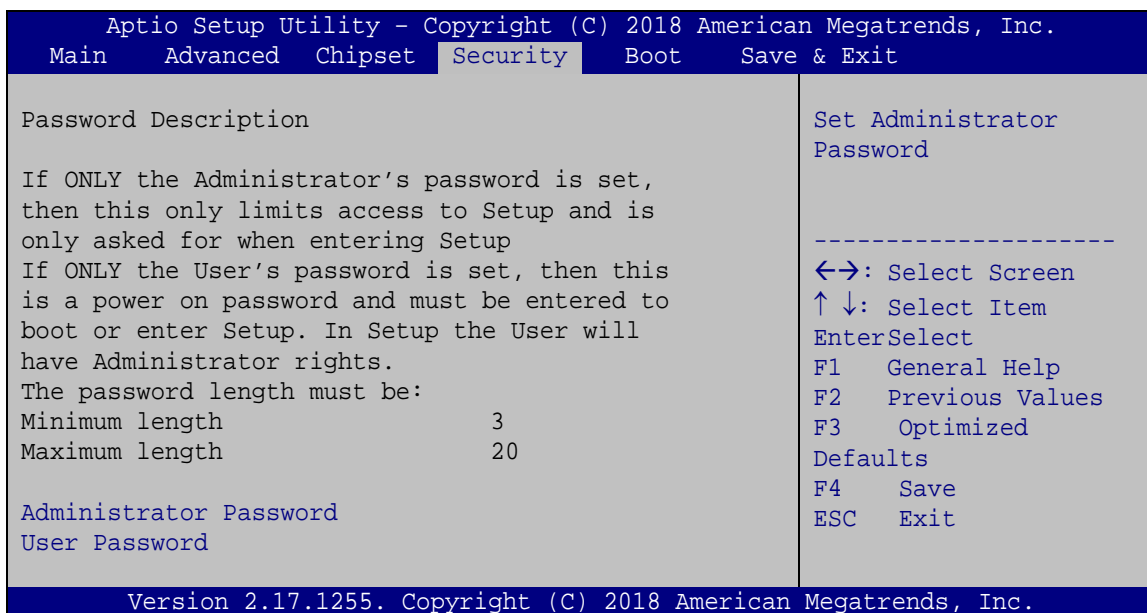 Aptio Setup Utility – Copyright (C) 2018 American Megatrends, Inc.
Main Advanced Chipset Security Boot Save & Exit
Password Description
If ONLY the Administrator’s password is set,
then this only limits access to Setup and is
only asked for when entering Setup
If ONLY the User’s password is set, then this
is a power on password and must be entered to
boot or enter Setup. In Setup the User will
have Administrator rights.
The password length must be:
Minimum length 3
Maximum length 20
Administrator Password
User Password
Set Administrator
Password
---------------------
←→: Select Screen
↑ ↓: Select Item
EnterSelect
F1 General Help
F2 Previous Values
F3 Optimized
Defaults
F4 Save
ESC Exit
Version 2.17.1255. Copyright (C) 2018 American Megatrends, Inc.